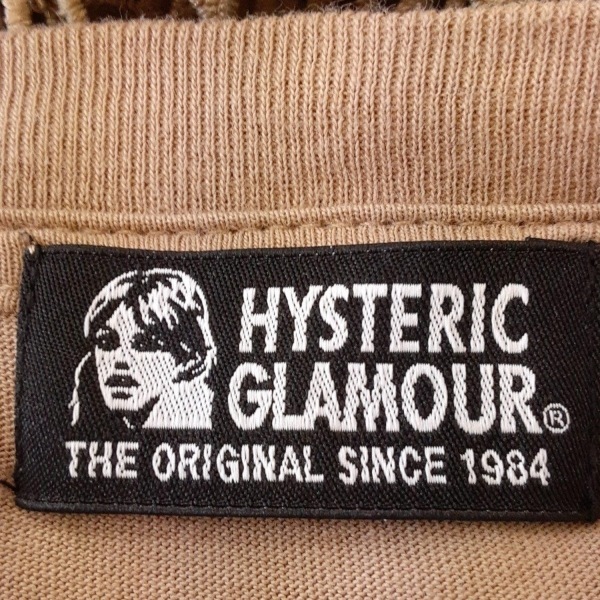 HYSTERIC
GLAMOUR®
THE ORIGINAL SINCE 1984